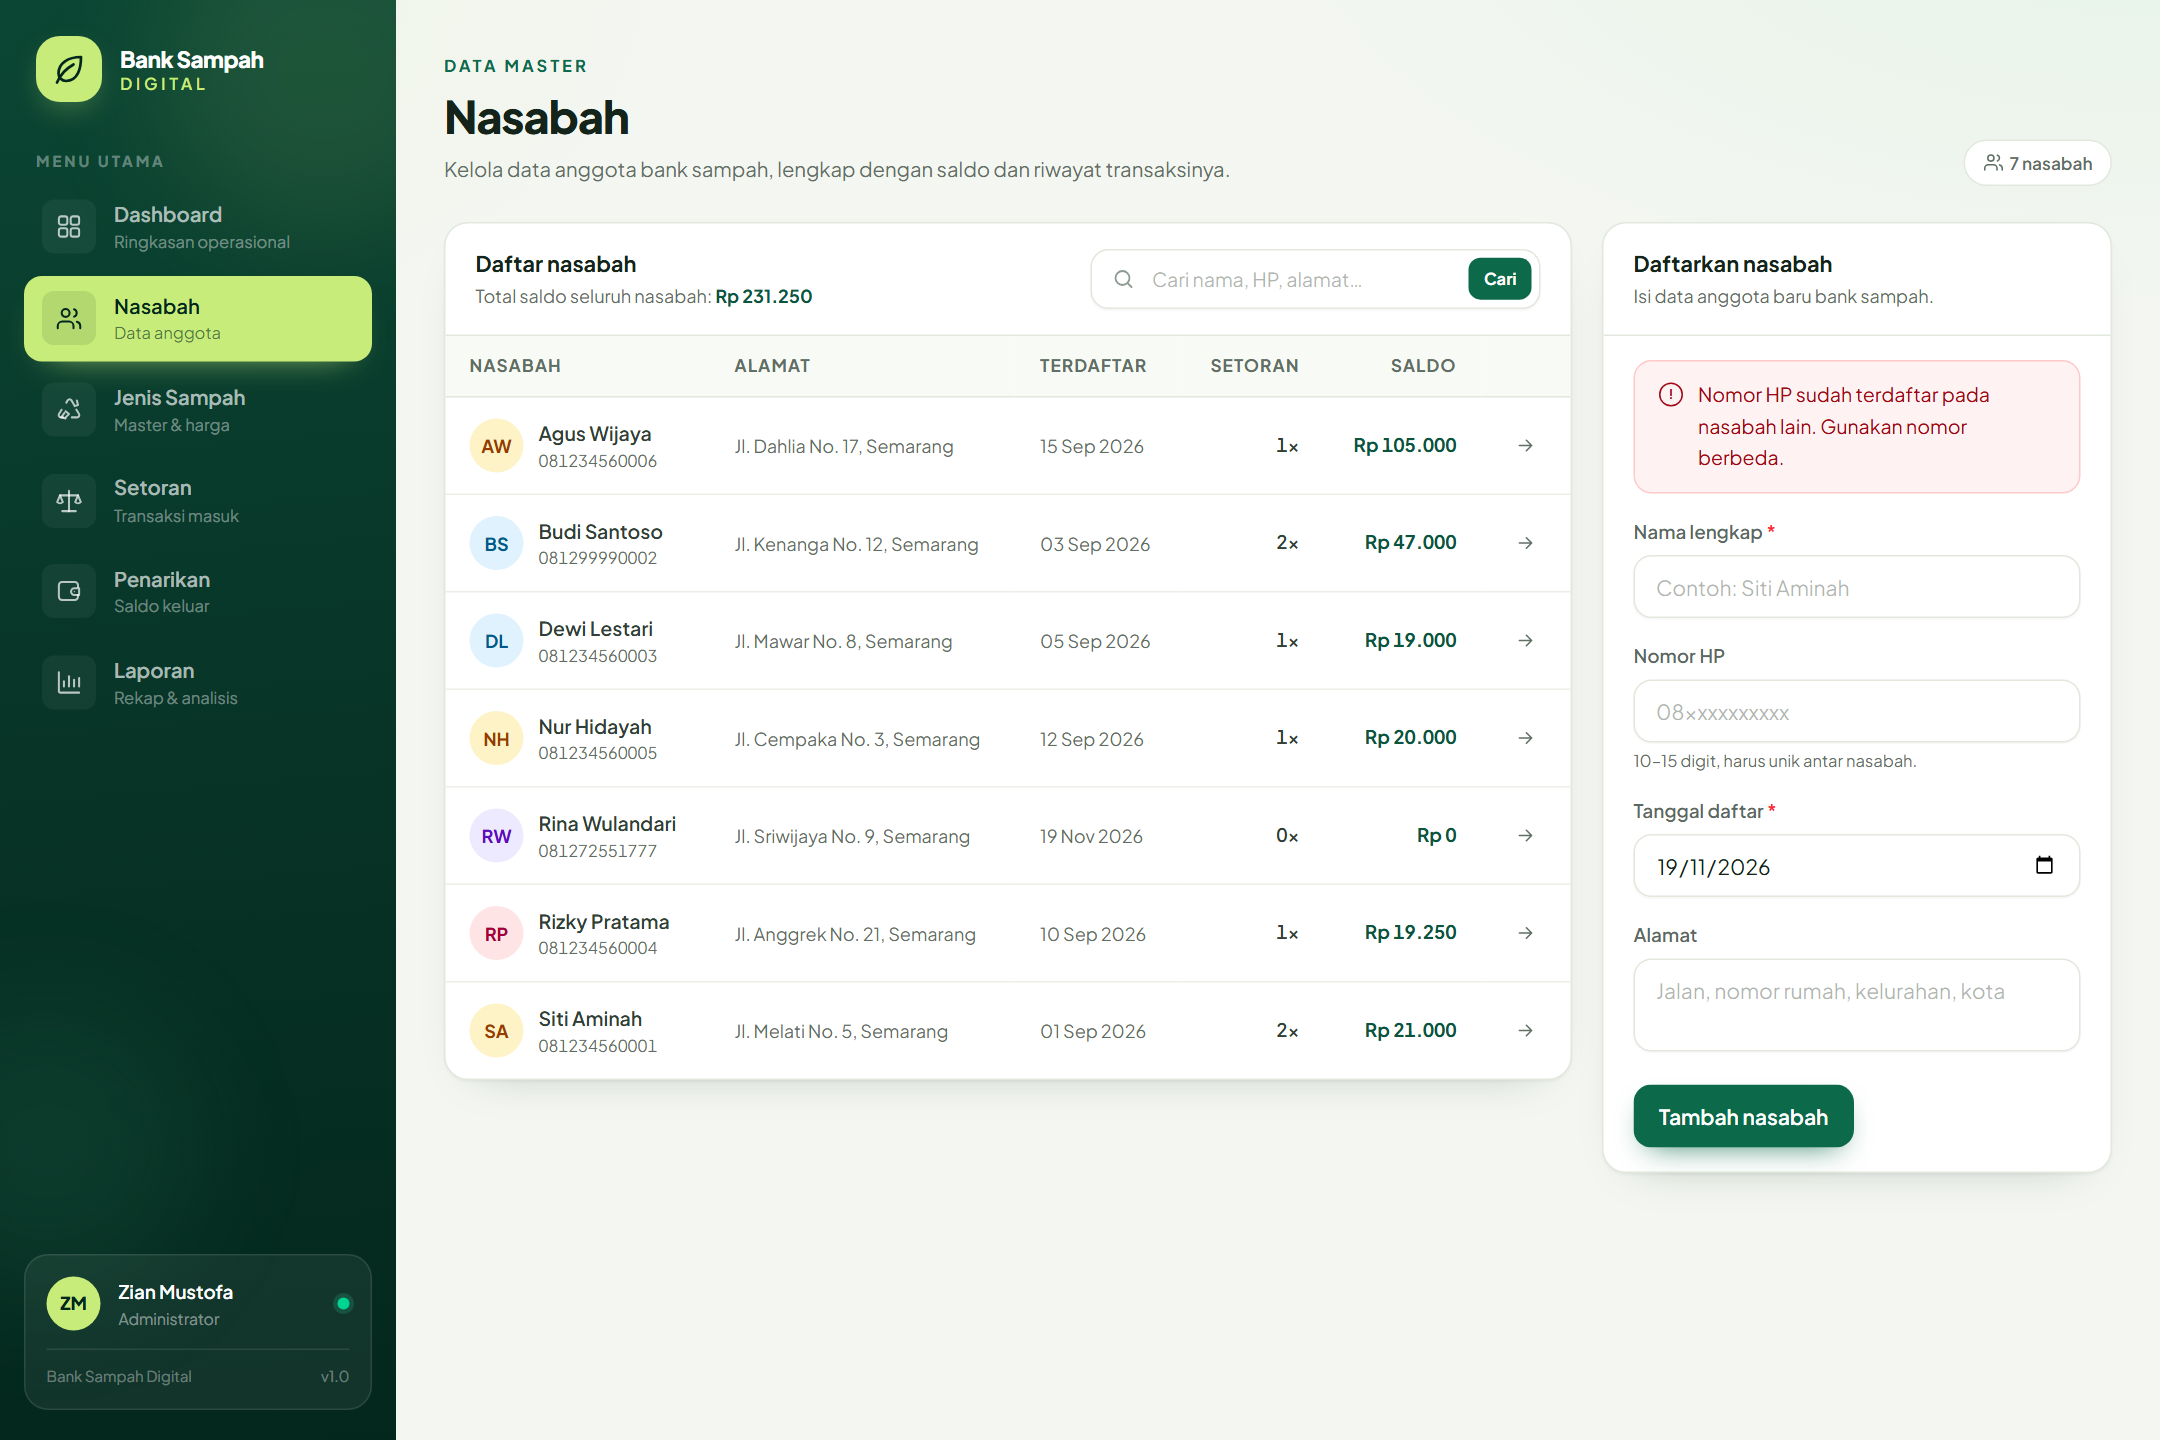 Bank Sampah
DIGITAL
MENU UTAMA
Dashboard
Ringkasan operasional
Nasabah
Data anggota
Jenis Sampah
Master & harga
Setoran
Transaksi masuk
Penarikan
Saldo keluar
Laporan
Rekap & analisis
ZM
Zian Mustofa
Administrator
Bank Sampah Digital v1.0
DATA MASTER
Nasabah
Kelola data anggota bank sampah, lengkap dengan saldo dan riwayat transaksinya.
7 nasabah
Daftar nasabah
Total saldo seluruh nasabah: Rp 231.250
Cari nama, HP, alamat...
Cari
NASABAH ALAMAT TERDAFTAR SETORAN SALDO
AW Agus Wijaya
081234560006
Jl. Dahlia No. 17, Semarang 15 Sep 2026 1× Rp 105.000 →
BS Budi Santoso
081299990002
Jl. Kenanga No. 12, Semarang 03 Sep 2026 2× Rp 47.000 →
DL Dewi Lestari
081234560003
Jl. Mawar No. 8, Semarang 05 Sep 2026 1× Rp 19.000 →
NH Nur Hidayah
081234560005
Jl. Cempaka No. 3, Semarang 12 Sep 2026 1× Rp 20.000 →
RW Rina Wulandari
081272551777
Jl. Sriwijaya No. 9, Semarang 19 Nov 2026 0× Rp 0 →
RP Rizky Pratama
081234560004
Jl. Anggrek No. 21, Semarang 10 Sep 2026 1× Rp 19.250 →
SA Siti Aminah
081234560001
Jl. Melati No. 5, Semarang 01 Sep 2026 2× Rp 21.000 →
Daftarkan nasabah
Isi data anggota baru bank sampah.
Nomor HP sudah terdaftar pada
nasabah lain. Gunakan nomor
berbeda.
Nama lengkap *
Contoh: Siti Aminah
Nomor HP
08xxxxxxxxxx
10–15 digit, harus unik antar nasabah.
Tanggal daftar *
19/11/2026
Alamat
Jalan, nomor rumah, kelurahan, kota
Tambah nasabah